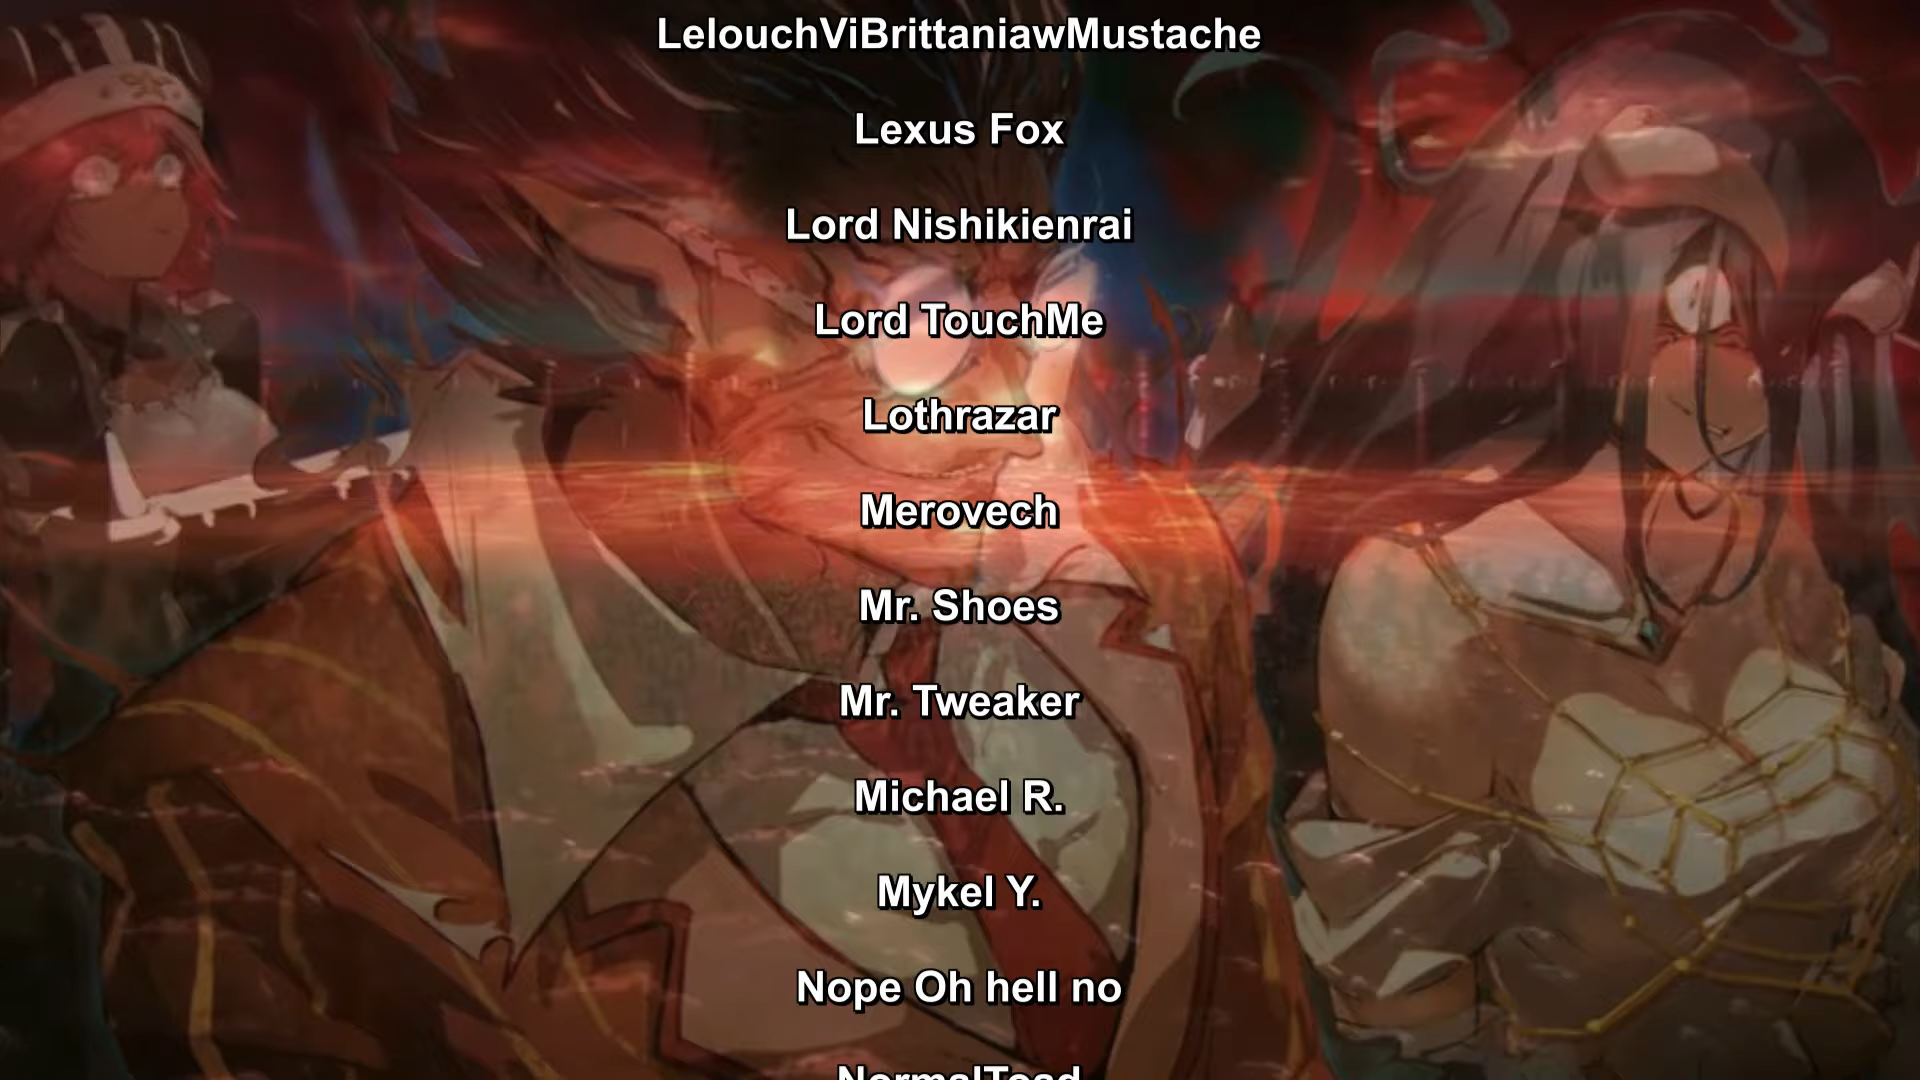 LelouchViBrittaniawMustache
Lexus Fox
Lord Nishikienrai
Lord TouchMe
Lothrazar
Merovech
Mr. Shoes
Mr. Tweaker
Michael R.
Mykel Y.
Nope Oh hell no
NormalToad